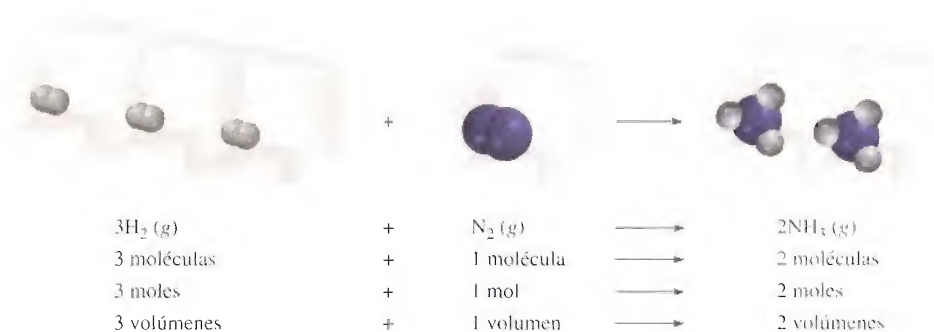 + →
3H₂ (g) + N₂ (g) → 2NH₃ (g)
3 moléculas + 1 molécula → 2 moléculas
3 moles + 1 mol → 2 moles
3 volúmenes + 1 volumen → 2 volúmenes